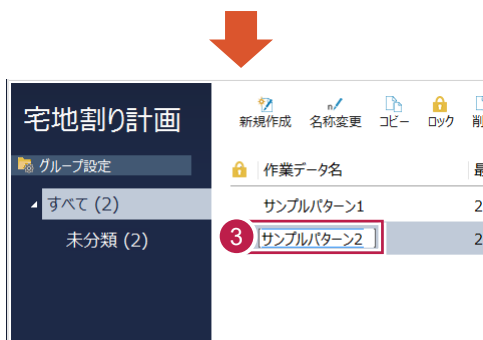 宅地割り計画
新規作成 名称変更 コピー ロック 削
グループ設定
作業データ名 最
すべて (2)
サンプルパターン1 2
未分類 (2)
3 サンプルパターン2 2